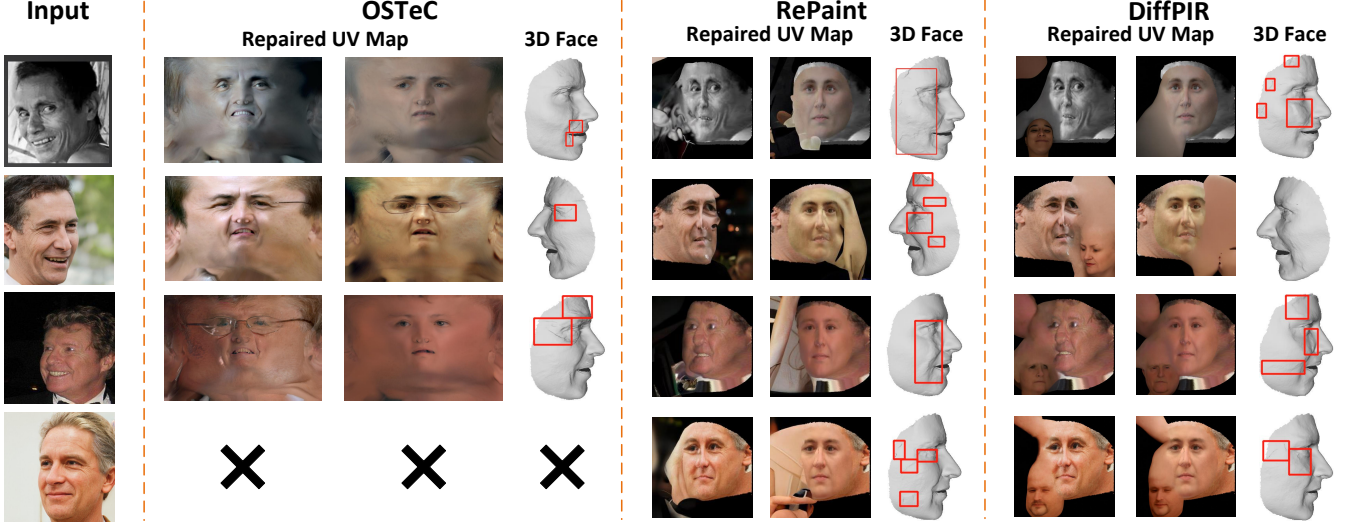 Input
OSTeC
RePaint
DiffPIR
Repaired UV Map
3D Face
Repaired UV Map
3D Face
Repaired UV Map
3D Face